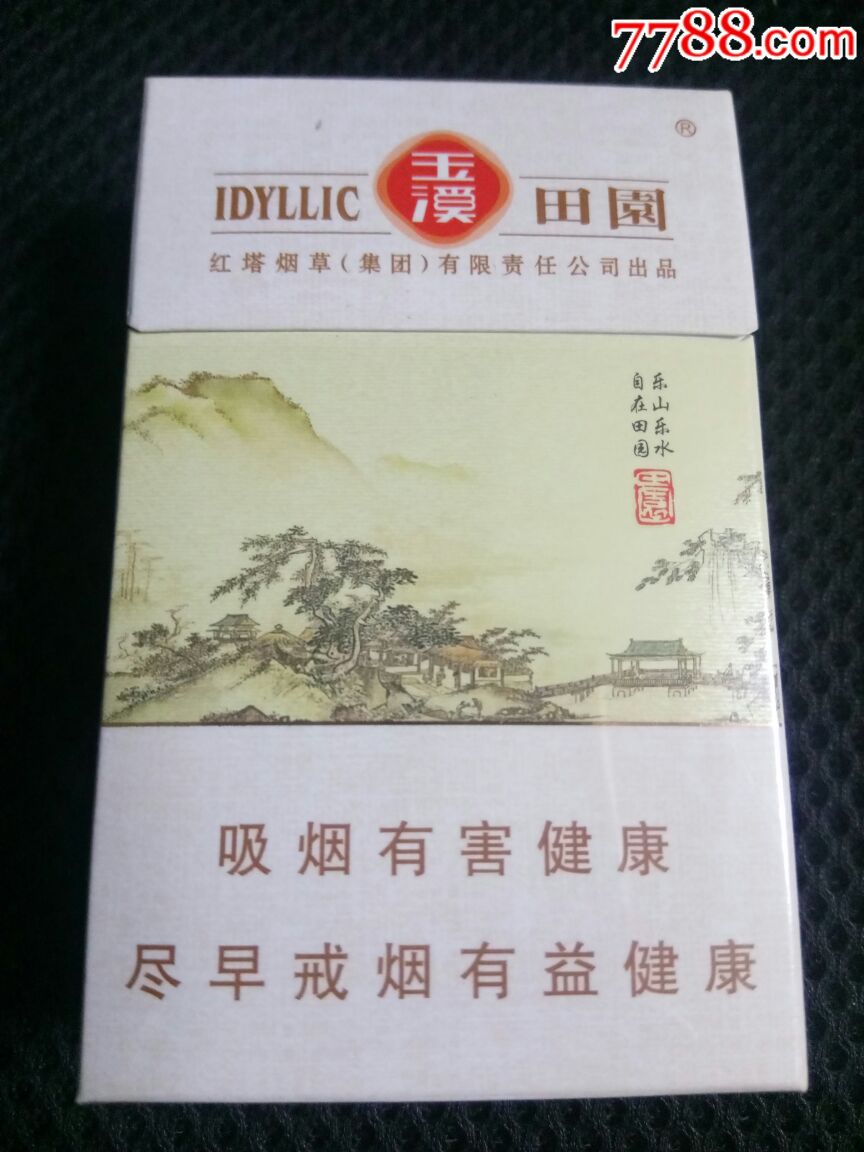 7788.com
®
IDYLLIC 玉溪 田園
红塔烟草(集团)有限责任公司出品
乐山乐水
自在田园
吸烟有害健康
尽早戒烟有益健康